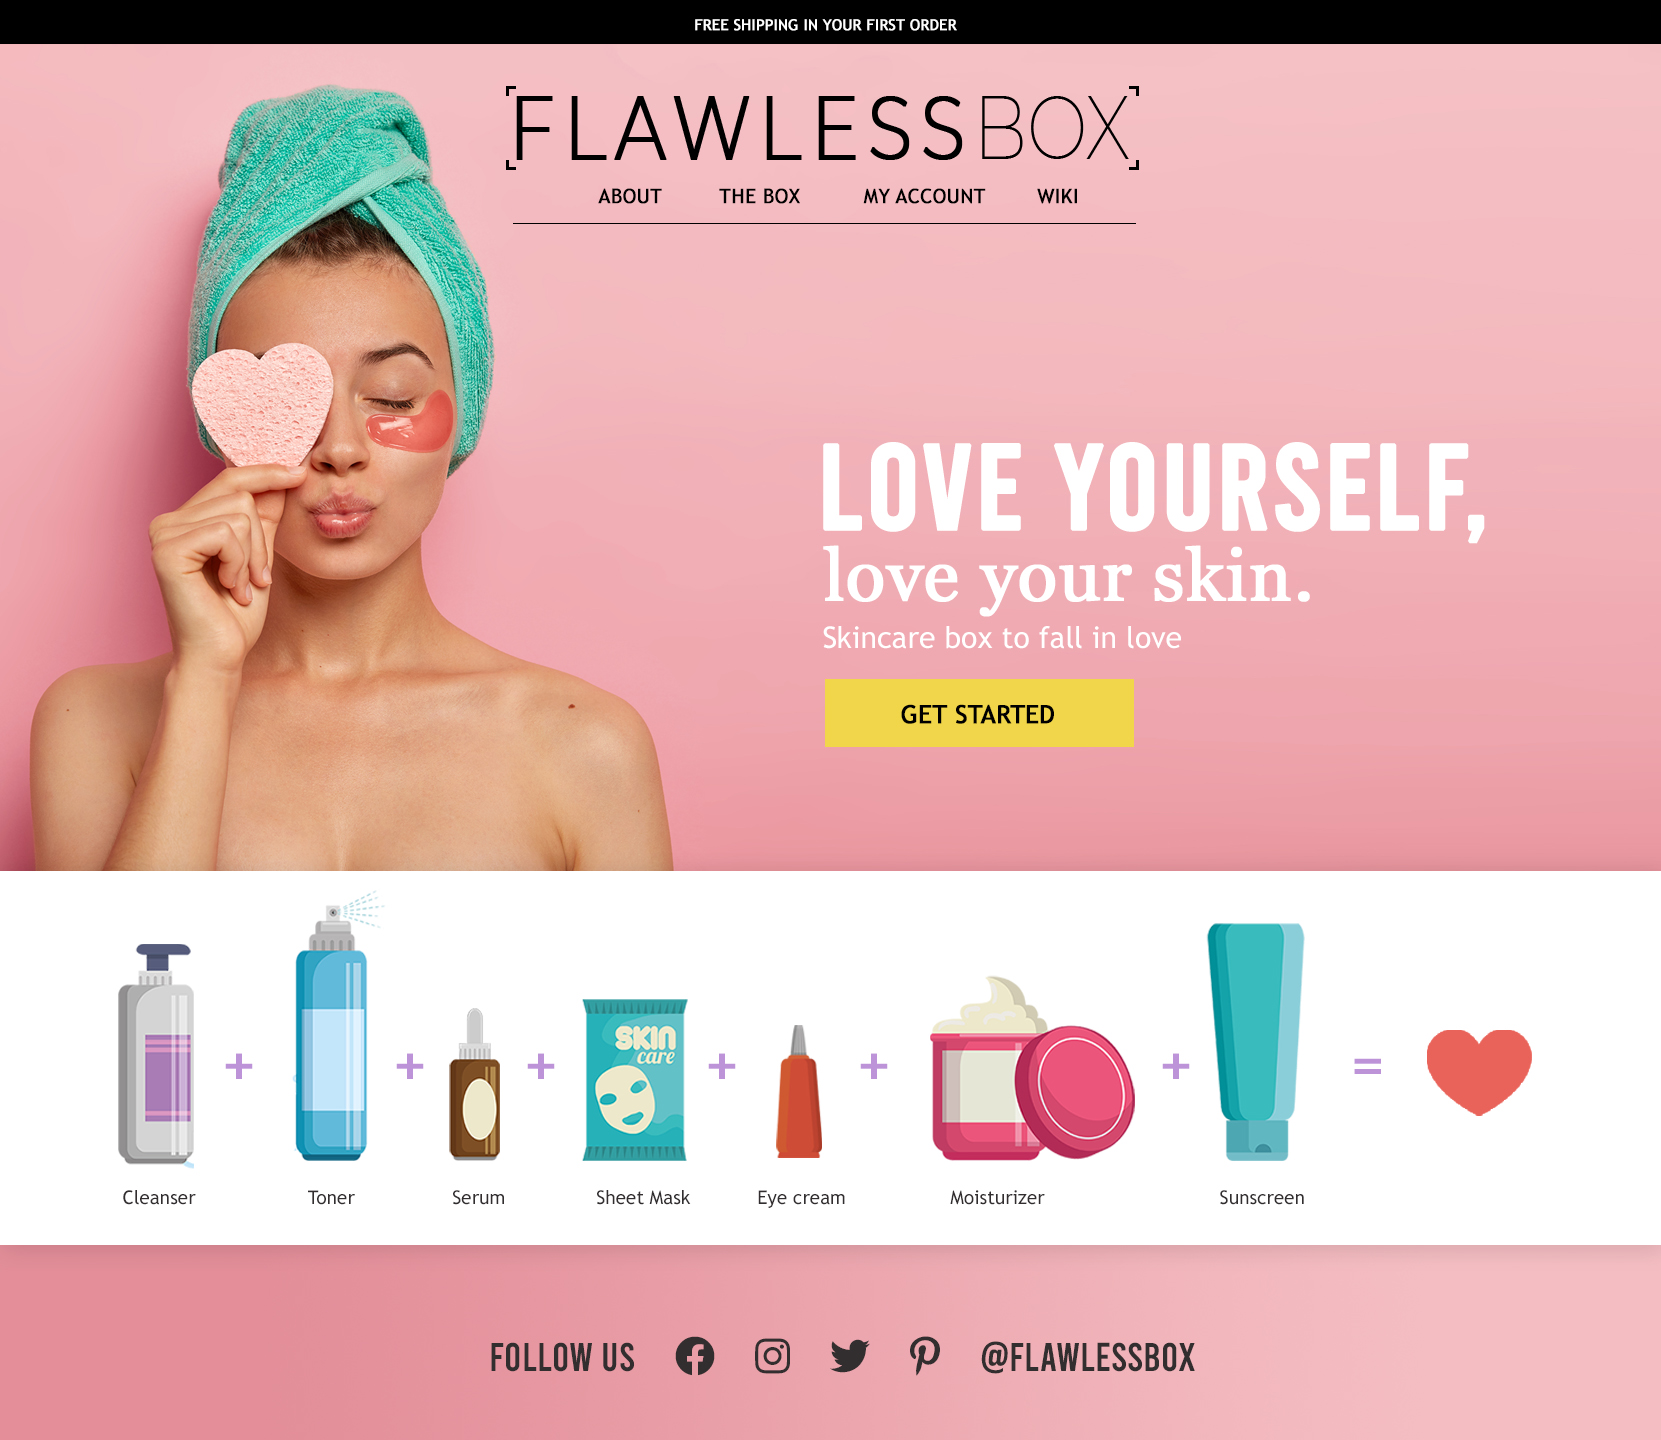 FREE SHIPPING IN YOUR FIRST ORDER
FLAWLESSBOX
ABOUT THE BOX MY ACCOUNT WIKI
LOVE YOURSELF,
love your skin.
Skincare box to fall in love
GET STARTED
SKIN
care
+ + + + + + =
Cleanser Toner Serum Sheet Mask Eye cream Moisturizer Sunscreen
FOLLOW US @FLAWLESSBOX